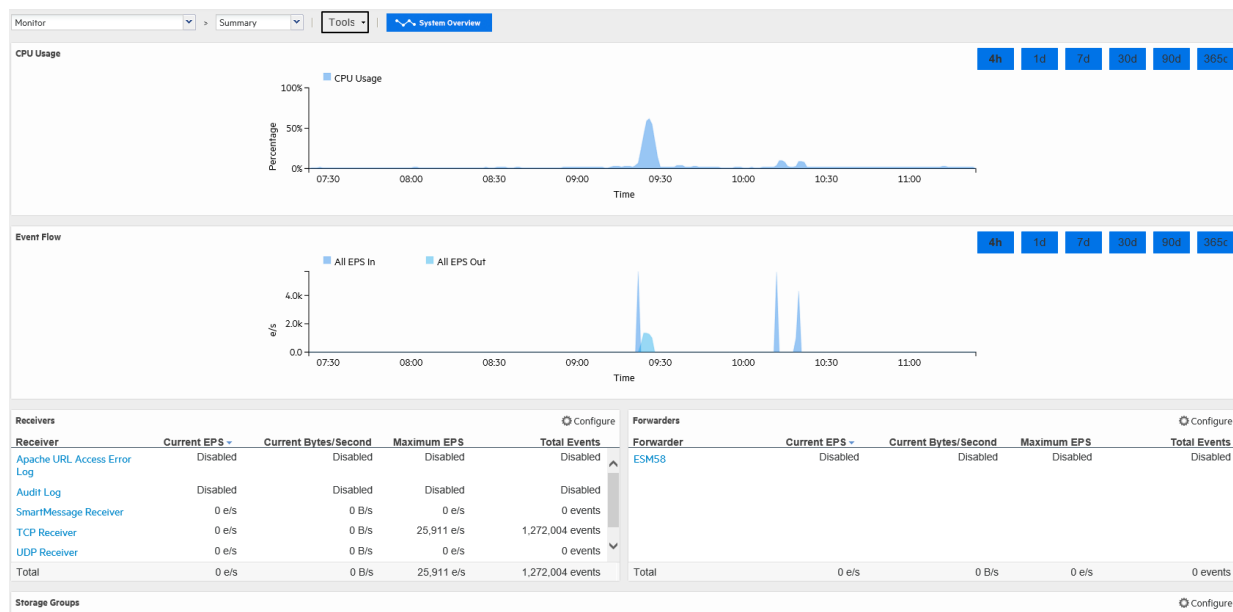 Monitor > Summary | Tools | System Overview
CPU Usage
4h 1d 7d 30d 90d 365d
CPU Usage
100%
50%
0%
Percentage
07:30 08:00 08:30 09:00 09:30 10:00 10:30 11:00
Time
Event Flow
4h 1d 7d 30d 90d 365d
All EPS In All EPS Out
4.0k
2.0k
0.0
e/s
07:30 08:00 08:30 09:00 09:30 10:00 10:30 11:00
Time
Receivers Configure
Receiver Current EPS Current Bytes/Second Maximum EPS Total Events
Apache URL Access Error Disabled Disabled Disabled Disabled
Log
Audit Log Disabled Disabled Disabled Disabled
SmartMessage Receiver 0 e/s 0 B/s 0 e/s 0 events
TCP Receiver 0 e/s 0 B/s 25,911 e/s 1,272,004 events
UDP Receiver 0 e/s 0 B/s 0 e/s 0 events
Total 0 e/s 0 B/s 25,911 e/s 1,272,004 events
Forwarders Configure
Forwarder Current EPS Current Bytes/Second Maximum EPS Total Events
ESM58 Disabled Disabled Disabled Disabled
Total 0 e/s 0 B/s 0 e/s 0 events
Storage Groups Configure